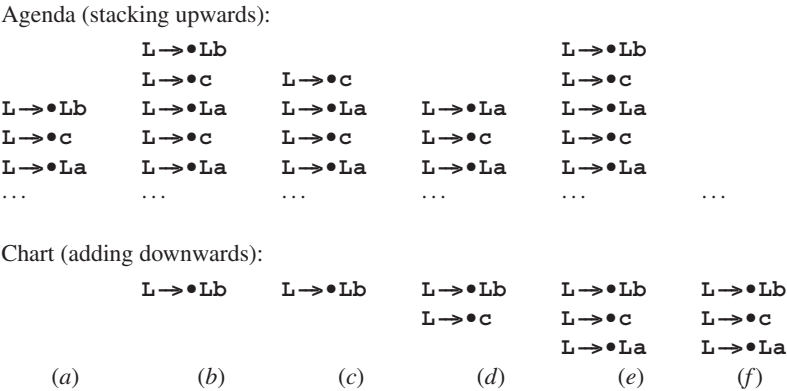 Agenda (stacking upwards):
L→•Lb L→•Lb
L→•c L→•c L→•c
L→•Lb L→•La L→•La L→•La L→•La
L→•c L→•c L→•c L→•c L→•c
L→•La L→•La L→•La L→•La L→•La
... ... ... ... ... ...
Chart (adding downwards):
L→•Lb L→•Lb L→•Lb L→•Lb L→•Lb
L→•c L→•c L→•c
L→•La L→•La
(a) (b) (c) (d) (e) (f)